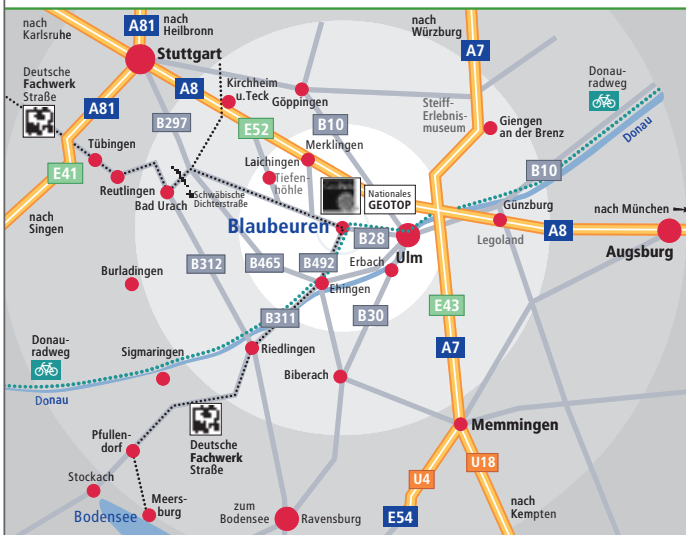 nach
Karlsruhe
A81
nach
Heilbronn
nach
Würzburg
Stuttgart
A7
Deutsche
Fachwerk
Straße
A8
Kirchheim
u.Teck
Göppingen
Donau-
radweg
A81
B297
E52
B10
Steiff-
Erlebnis-
museum
Giengen
an der Brenz
Donau
Tübingen
Merklingen
Laichingen
Tiefen-
höhle
B10
E41
Reutlingen
Bad Urach
Schwäbische
Dichterstraße
Nationales
GEOTOP
Günzburg
nach München
nach
Singen
Blaubeuren
B28
Ulm
Legoland
A8
Augsburg
B312
B465
B492
Erbach
Burladingen
Ehingen
E43
B311
B30
Donau-
radweg
Sigmaringen
Riedlingen
A7
Biberach
Donau
Deutsche
Fachwerk
Straße
Memmingen
Pfullen-
dorf
U4
U18
Stockach
Meers-
burg
Bodensee
zum
Bodensee
Ravensburg
E54
nach
Kempten